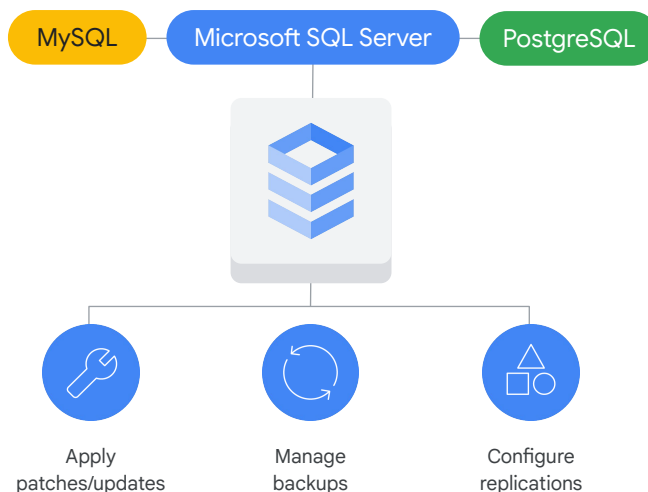 MySQL
Microsoft SQL Server
PostgreSQL
Apply
patches/updates
Manage
backups
Configure
replications